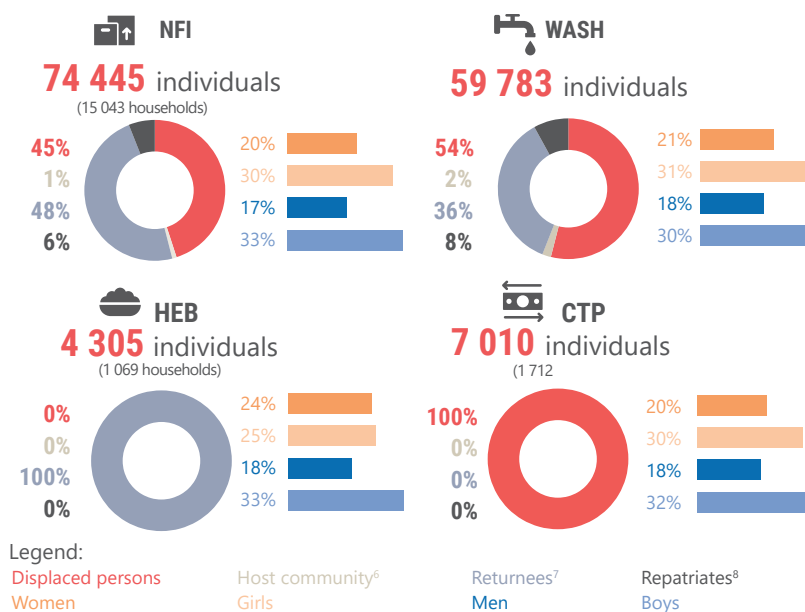 NFI
74 445 individuals
(15 043 households)
45%
1%
48%
6%
20%
30%
17%
33%
WASH
59 783 individuals
54%
2%
36%
8%
21%
31%
18%
30%
HEB
4 305 individuals
(1 069 households)
0%
0%
100%
0%
24%
25%
18%
33%
CTP
7 010 individuals
(1 712
100%
0%
0%
0%
20%
30%
18%
32%
Legend:
Displaced persons Host community⁶ Returnees⁷ Repatriates⁸
Women Girls Men Boys